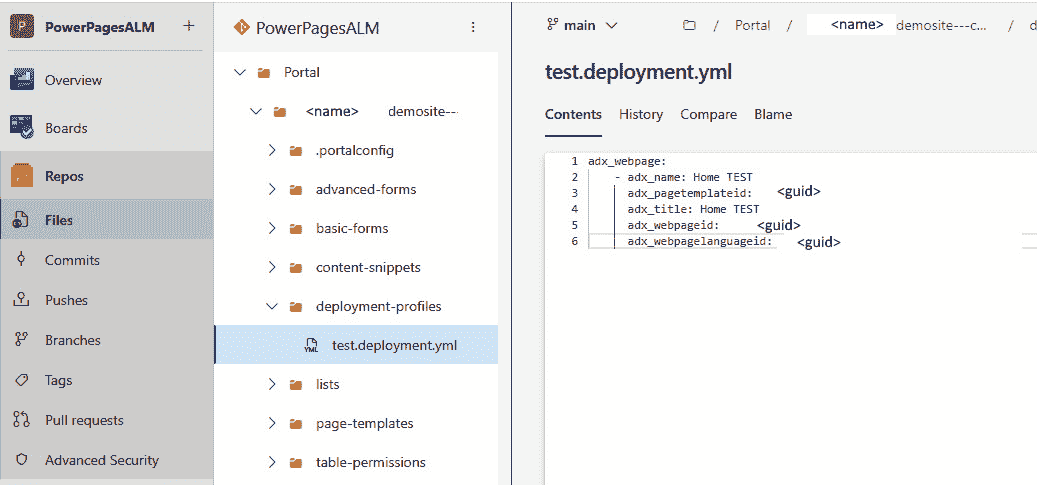 PowerPagesALM +
Overview
Boards
Repos
Files
Commits
Pushes
Branches
Tags
Pull requests
Advanced Security
PowerPagesALM
Portal
<name> demosite---
.portalconfig
advanced-forms
basic-forms
content-snippets
deployment-profiles
YML test.deployment.yml
lists
page-templates
table-permissions
main / Portal / <name> demosite---c... / d
test.deployment.yml
Contents History Compare Blame
1 adx_webpage:
2 - adx_name: Home TEST
3 adx_pagetemplateid: <guid>
4 adx_title: Home TEST
5 adx_webpageid: <guid>
6 adx_webpagelanguageid: <guid>